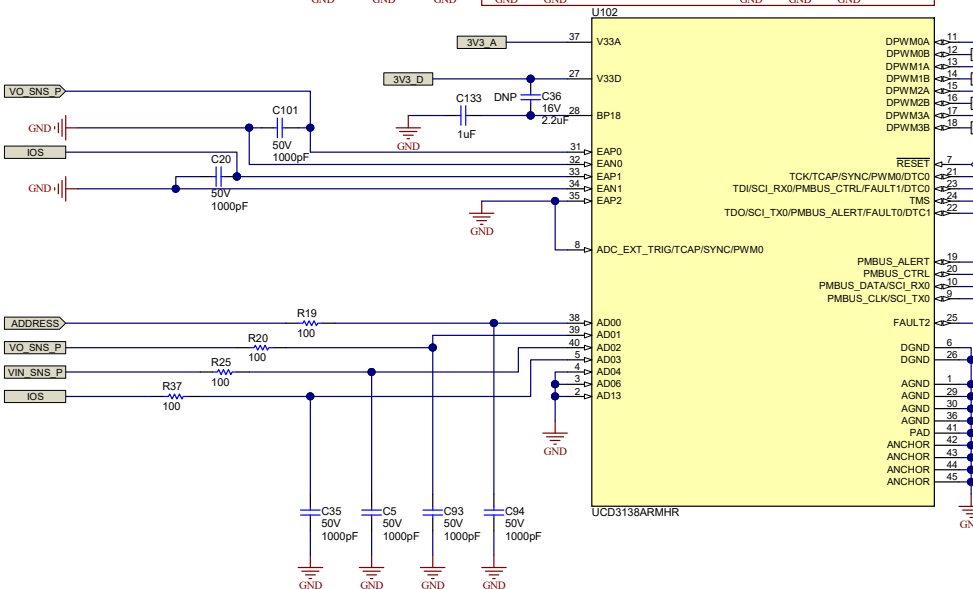 GND GND GND GND GND GND GND GND
U102
3V3_A 37 V33A DPWM0A 11
DPWM0B 12
DPWM1A 13
3V3_D 27 V33D DPWM1B 14
VO_SNS_P DPWM2A 15
C133 DNP C36 DPWM2B 16
16V
C101 28 BP18 DPWM3A 17
2.2uF
GND 1uF GND DPWM3B 18
50V
1000pF
IOS 31 EAP0
C20 32 EAN0 RESET 7
33 EAP1 TCK/TCAP/SYNC/PWM0/DTC0 21
GND 34 EAN1 TDI/SCI_RX0/PMBUS_CTRL/FAULT1/DTC0 23
50V 35 EAP2 TMS 24
1000pF TDO/SCI_TX0/PMBUS_ALERT/FAULT0/DTC1 22
GND
8 ADC_EXT_TRIG/TCAP/SYNC/PWM0
PMBUS_ALERT 19
PMBUS_CTRL 20
PMBUS_DATA/SCI_RX0 10
PMBUS_CLK/SCI_TX0 9
R19
ADDRESS 100 38 AD00 FAULT2 25
R20 39 AD01
VO_SNS_P 100 40 AD02 DGND 6
R25 5 AD03 DGND 26
VIN_SNS_P 100 4 AD04
R37 3 AD06 AGND 1
IOS 100 2 AD13 AGND 29
AGND 30
AGND 36
PAD 41
GND ANCHOR 42
ANCHOR 43
ANCHOR 44
ANCHOR 45
C35 C5 C93 C94 UCD3138ARMHR
50V 50V 50V 50V
1000pF 1000pF 1000pF 1000pF
GND GND GND GND